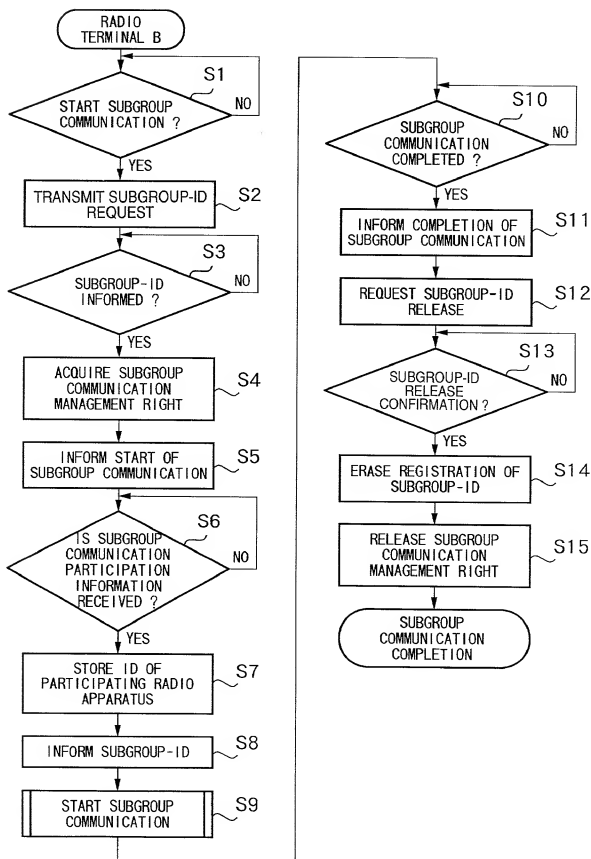 RADIO
TERMINAL B
S1
START SUBGROUP
COMMUNICATION ?
NO
YES
TRANSMIT SUBGROUP-ID
REQUEST
S2
S3
SUBGROUP-ID
INFORMED ?
NO
YES
ACQUIRE SUBGROUP
COMMUNICATION
MANAGEMENT RIGHT
S4
INFORM START OF
SUBGROUP COMMUNICATION
S5
S6
IS SUBGROUP
COMMUNICATION
PARTICIPATION
INFORMATION
RECEIVED ?
NO
YES
STORE ID OF
PARTICIPATING RADIO
APPARATUS
S7
INFORM SUBGROUP-ID
S8
START SUBGROUP
COMMUNICATION
S9
S10
SUBGROUP
COMMUNICATION
COMPLETED ?
NO
YES
INFORM COMPLETION OF
SUBGROUP COMMUNICATION
S11
REQUEST SUBGROUP-ID
RELEASE
S12
S13
SUBGROUP-ID
RELEASE
CONFIRMATION ?
NO
YES
ERASE REGISTRATION OF
SUBGROUP-ID
S14
RELEASE SUBGROUP
COMMUNICATION
MANAGEMENT RIGHT
S15
SUBGROUP
COMMUNICATION
COMPLETION